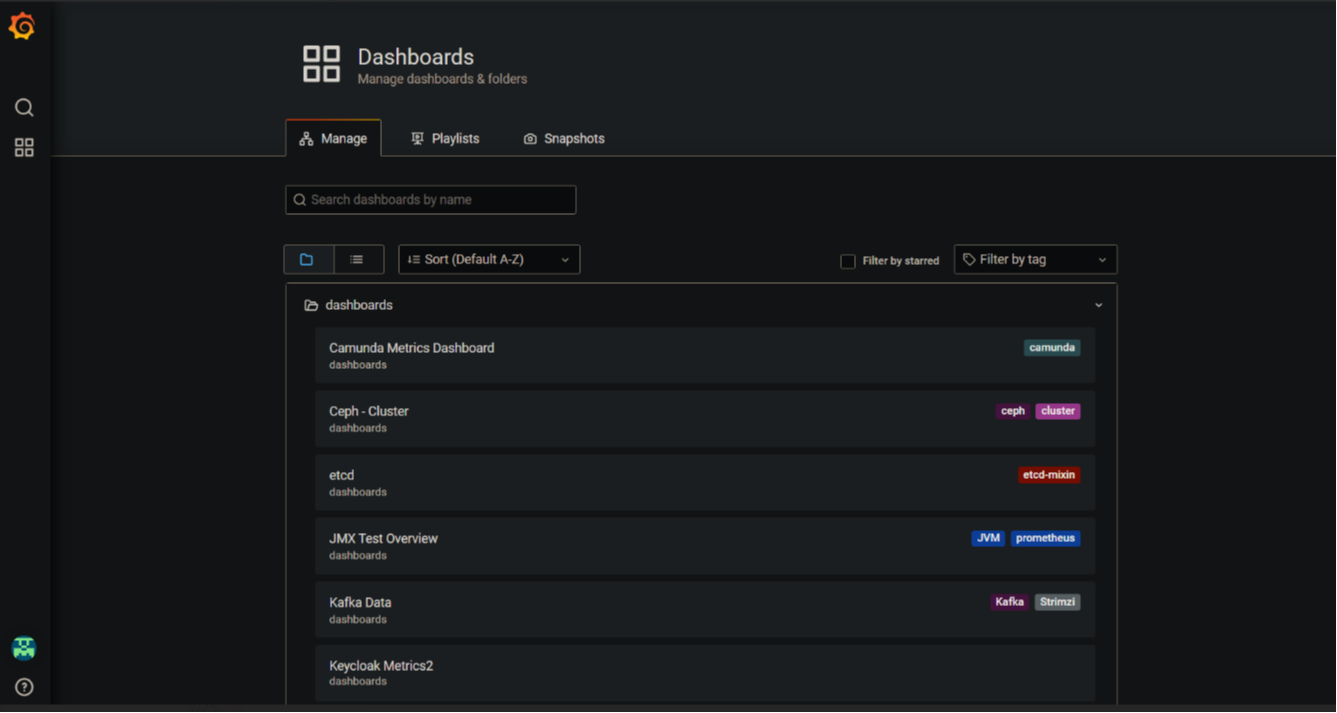 Dashboards
Manage dashboards & folders
Manage
Playlists
Snapshots
Search dashboards by name
Sort (Default A-Z)
Filter by starred
Filter by tag
dashboards
Camunda Metrics Dashboard
camunda
dashboards
Ceph - Cluster
ceph
cluster
dashboards
etcd
etcd-mixin
dashboards
JMX Test Overview
JVM
prometheus
dashboards
Kafka Data
Kafka
Strimzi
dashboards
Keycloak Metrics2
dashboards